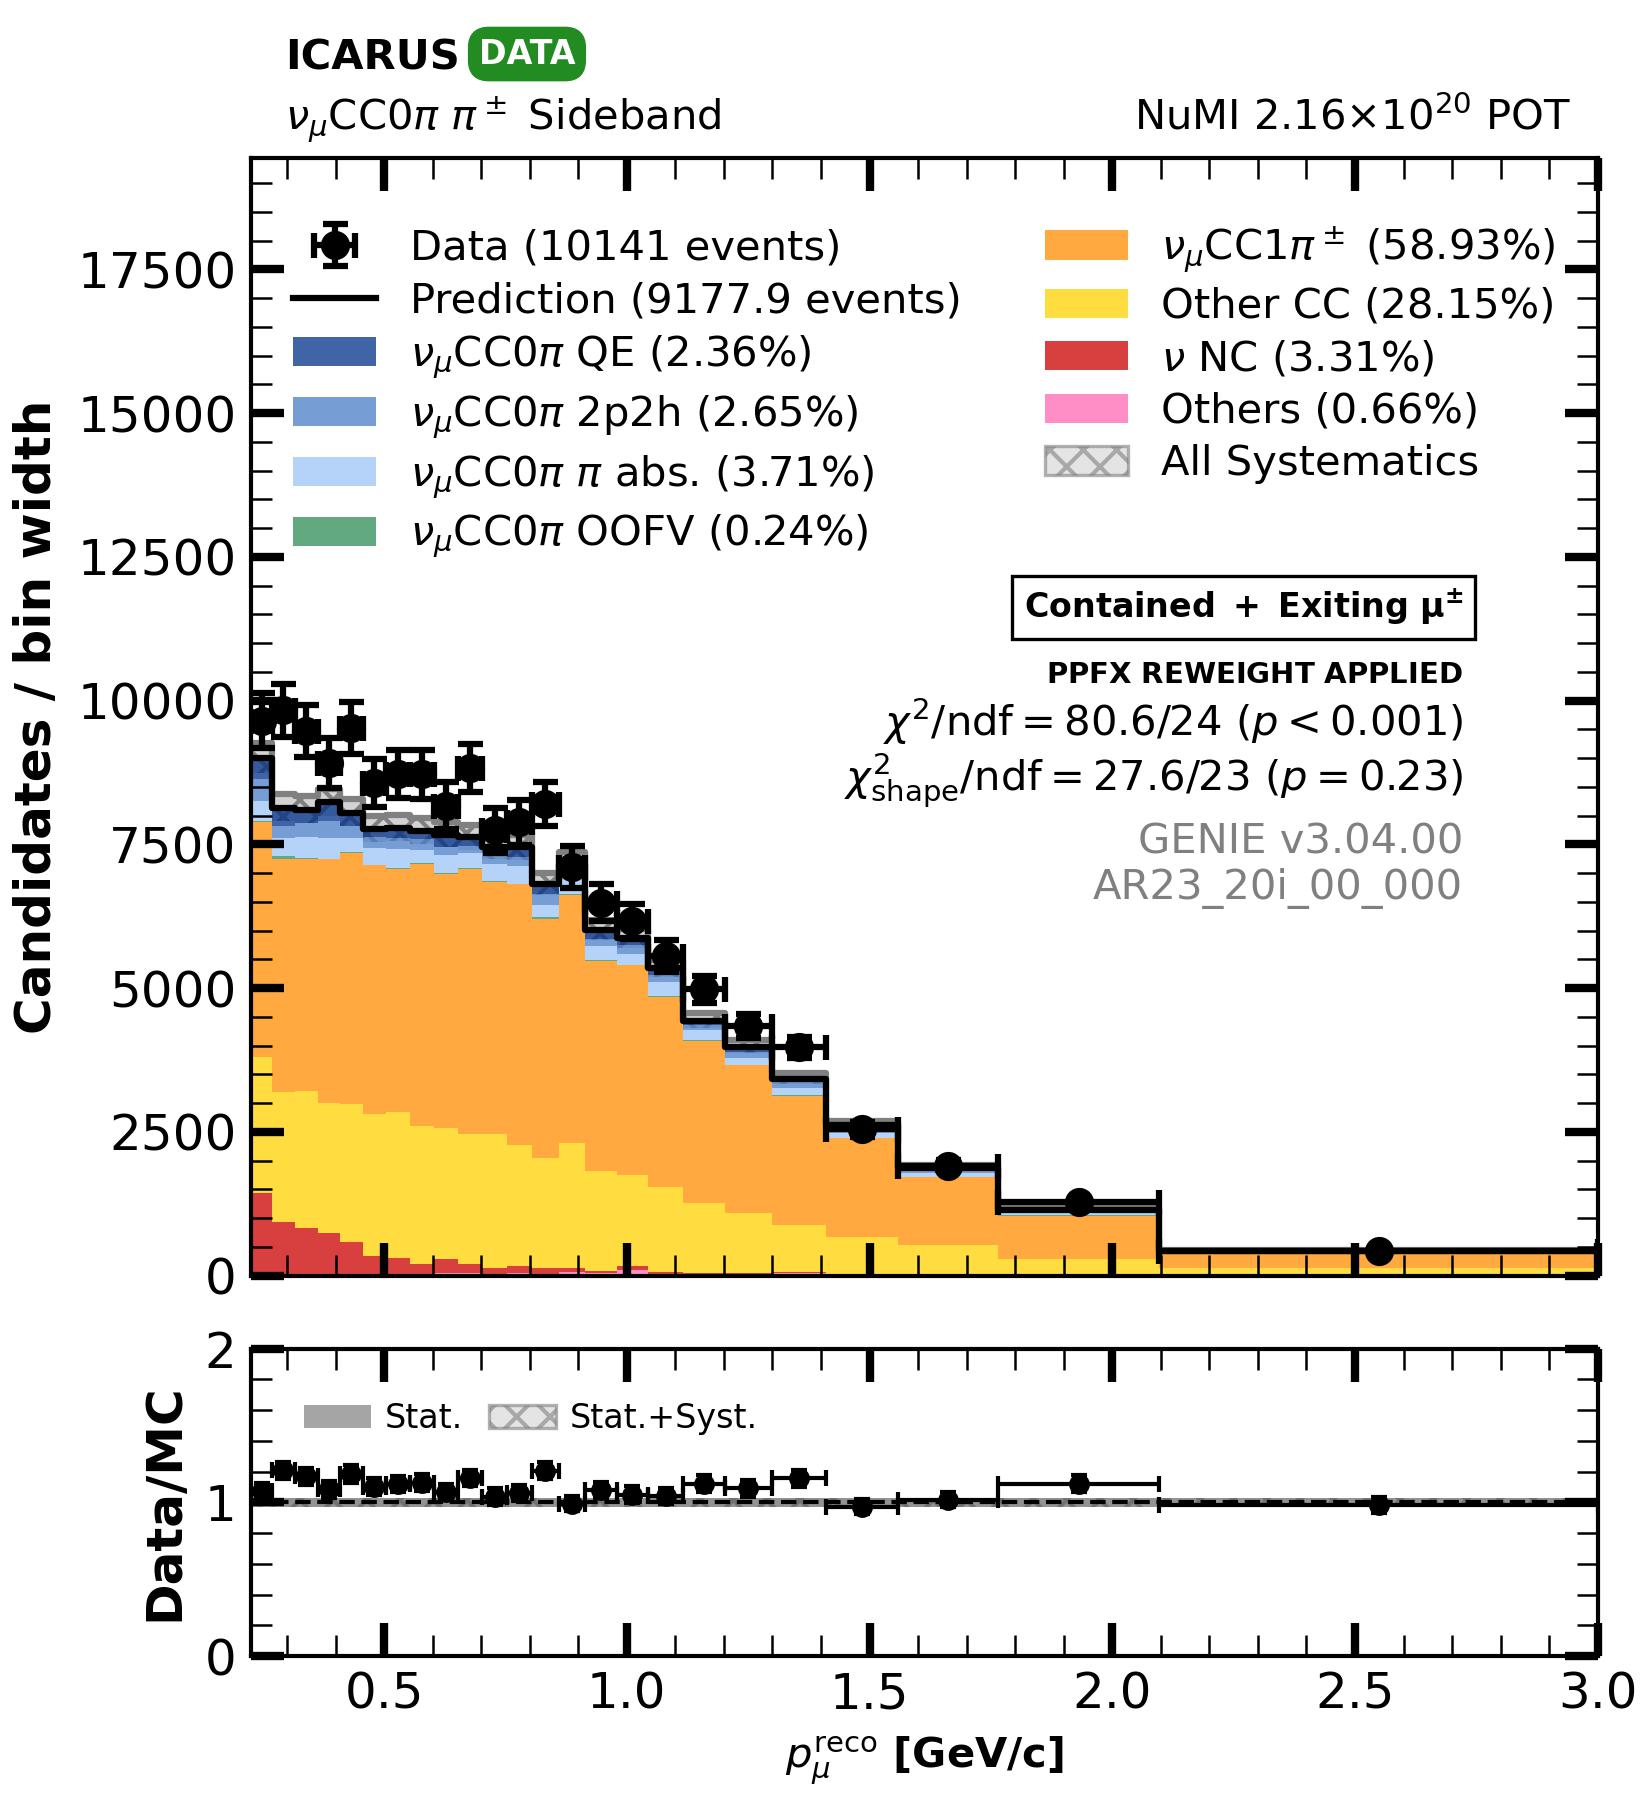 ICARUS DATA
νμCC0π π± Sideband
NuMI 2.16×10²⁰ POT
Data (10141 events)
Prediction (9177.9 events)
νμCC0π QE (2.36%)
νμCC0π 2p2h (2.65%)
νμCC0π π abs. (3.71%)
νμCC0π OOFV (0.24%)
νμCC1π± (58.93%)
Other CC (28.15%)
ν NC (3.31%)
Others (0.66%)
All Systematics
Contained + Exiting μ±
PPFX REWEIGHT APPLIED
χ²/ndf = 80.6/24 (p < 0.001)
χ²shape/ndf = 27.6/23 (p = 0.23)
GENIE v3.04.00
AR23_20i_00_000
Candidates / bin width
17500
15000
12500
10000
7500
5000
2500
0
Data/MC
2
1
0
Stat.
Stat.+Syst.
0.5 1.0 1.5 2.0 2.5 3.0
pμreco [GeV/c]